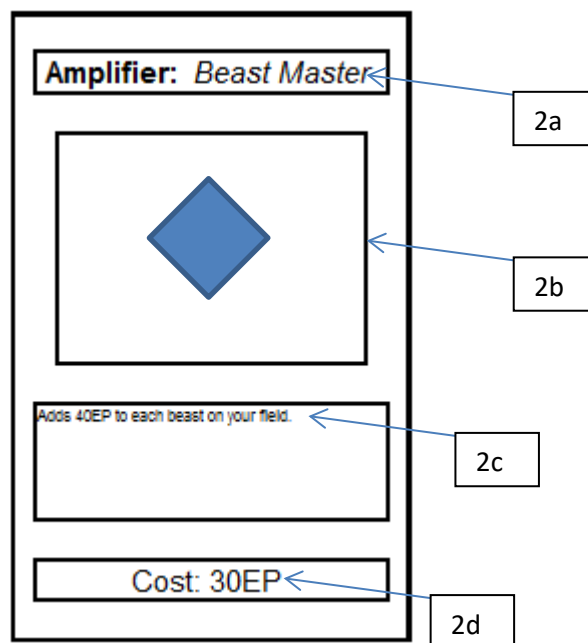 Amplifier: Beast Master
2a
2b
Adds 40EP to each beast on your field.
2c
Cost: 30EP
2d